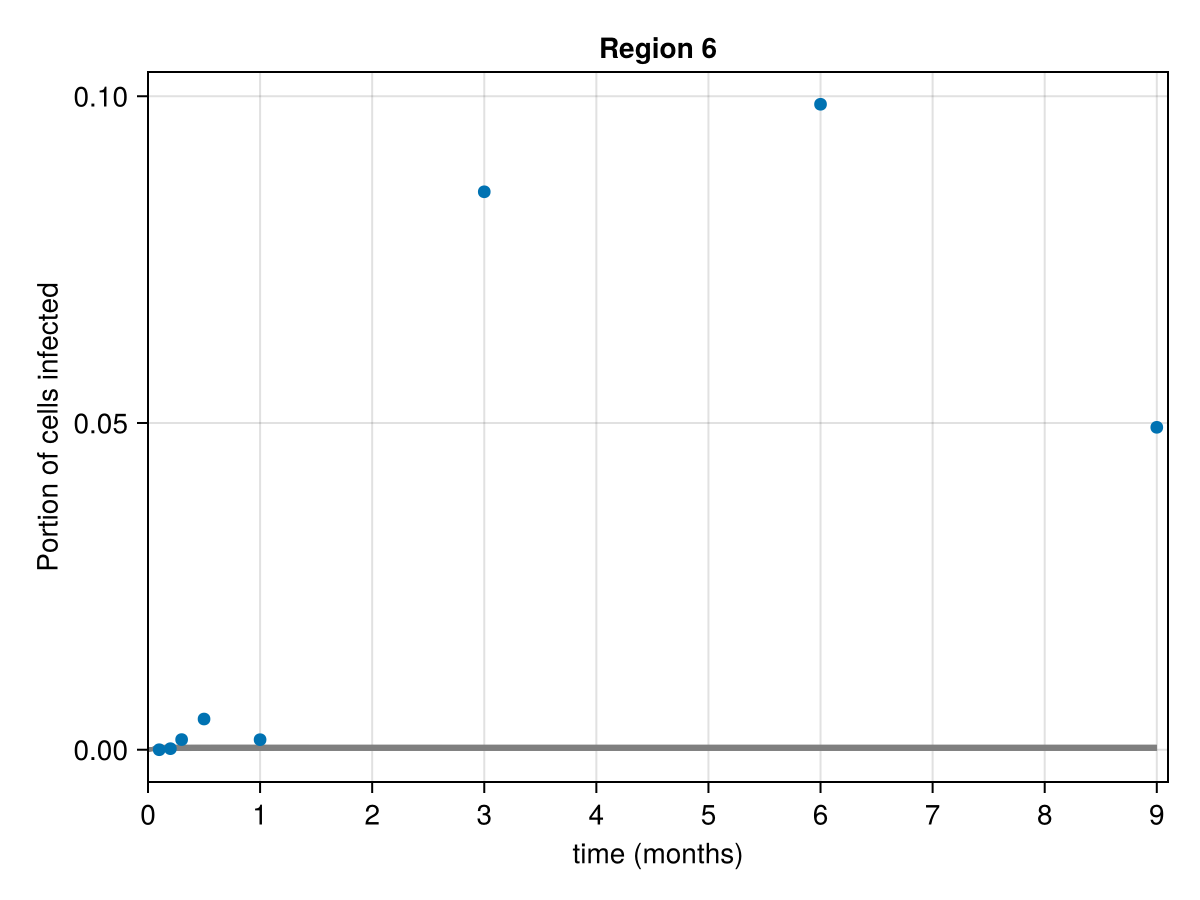 Region 6
Portion of cells infected
0.10
0.05
0.00
0 1 2 3 4 5 6 7 8 9
time (months)